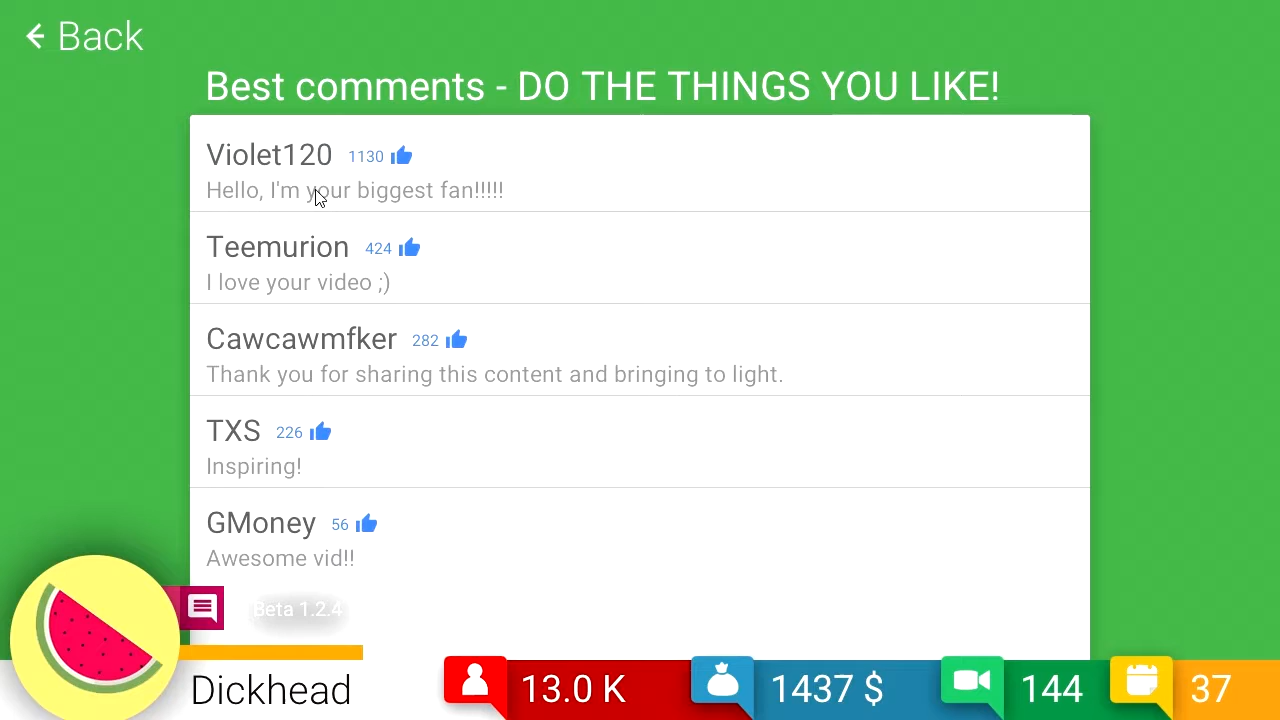 Back
Best comments - DO THE THINGS YOU LIKE!
Violet120 1130
Hello, I'm your biggest fan!!!!!
Teemurion 424
I love your video ;)
Cawcawmfker 282
Thank you for sharing this content and bringing to light.
TXS 226
Inspiring!
GMoney 56
Awesome vid!!
Beta 1.2.4
Dickhead 13.0 K 1437 $ 144 37